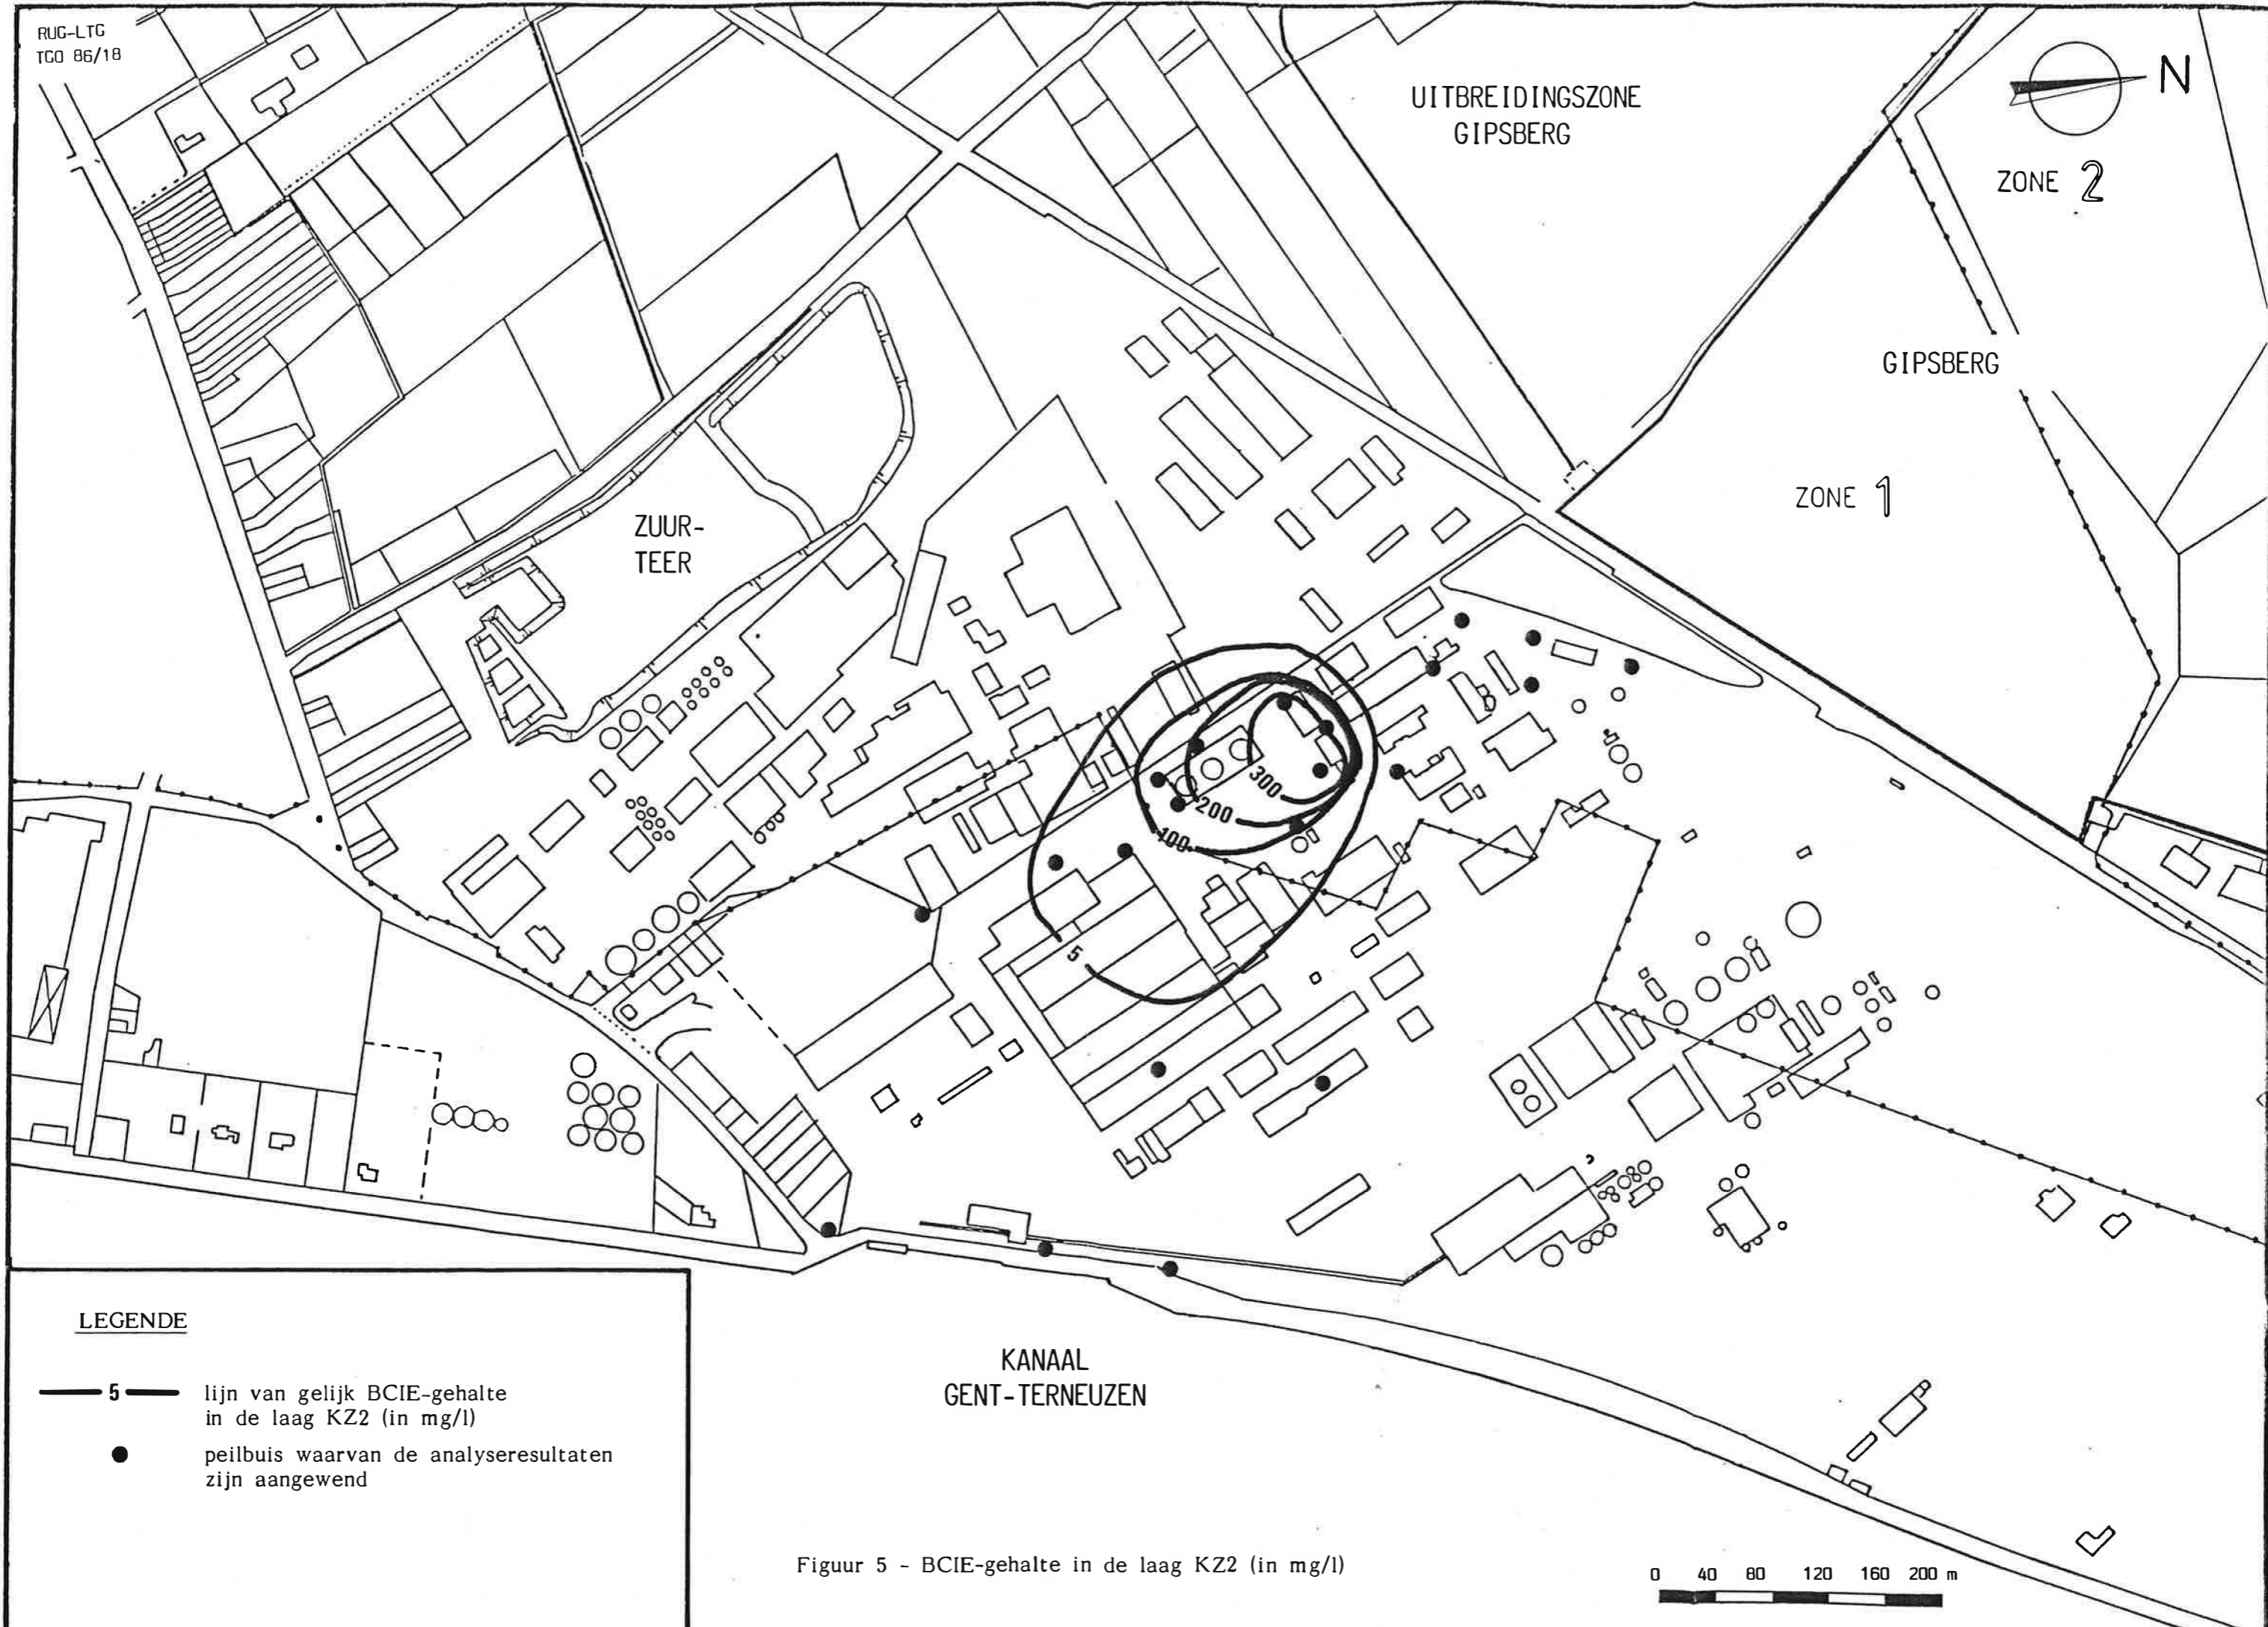 RUG-LTG
TGO 86/18
UITBREIDINGSZONE
GIPSBERG
N
ZONE 2
GIPSBERG
ZONE 1
ZUUR-
TEER
300
200
100
5
LEGENDE
5 lijn van gelijk BCIE-gehalte
in de laag KZ2 (in mg/l)
peilbuis waarvan de analyseresultaten
zijn aangewend
KANAAL
GENT-TERNEUZEN
Figuur 5 - BCIE-gehalte in de laag KZ2 (in mg/l)
0 40 80 120 160 200 m